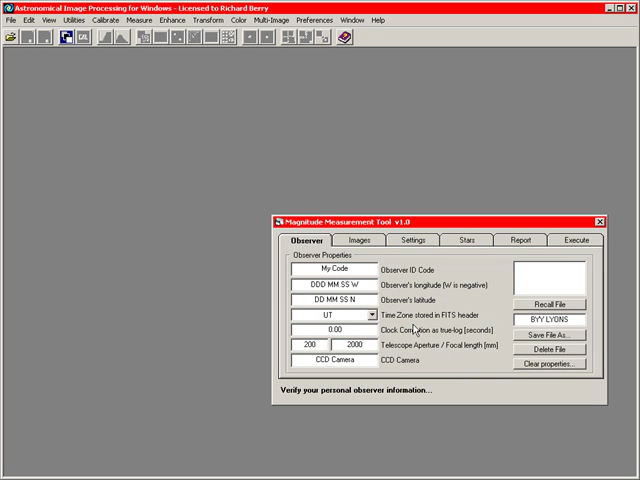 Astronomical Image Processing for Windows - Licensed to Richard Berry
File Edit View Utilities Calibrate Measure Enhance Transform Color Multi-Image Preferences Window Help
Magnitude Measurement Tool v1.0
Observer Images Settings Stars Report Execute
Observer Properties
My Code Observer ID Code
DDD MM SS W Observer's longitude (W is negative)
DD MM SS N Observer's latitude
Recall File
UT Time Zone stored in FITS header
BYY LYONS
0.00 Clock Correction as true-log [seconds]
Save File As...
200 2000 Telescope Aperture / Focal length [mm]
Delete File
CCD Camera CCD Camera
Clear properties...
Verify your personal observer information...